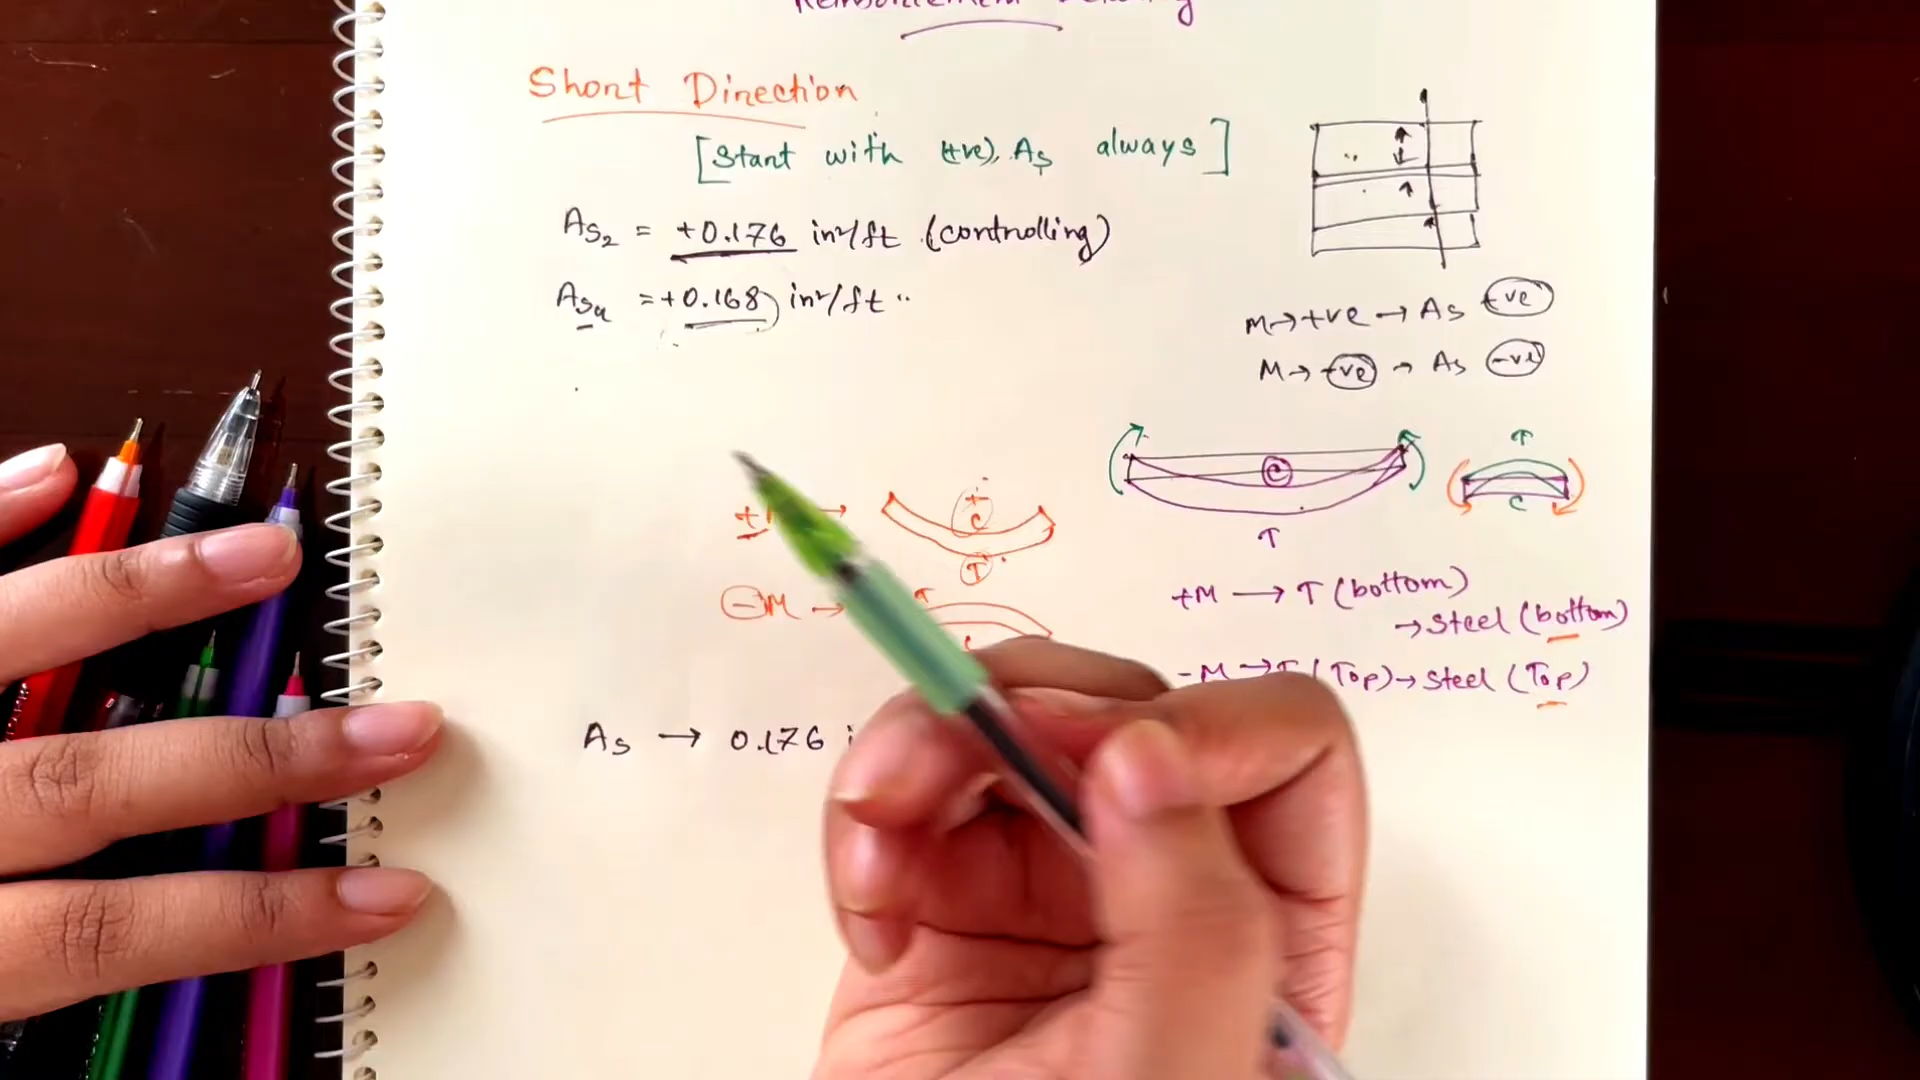 Short Direction
[Start with (+ve) As always]
As₂ = +0.176 in²/ft (controlling)
As₄ = +0.168 in²/ft
M→+ve→As +ve
M→-ve→As -ve
C
T
T
C
+
C
T
-M →
T
C
+M → T (bottom)
→ Steel (bottom)
-M → T (Top) → Steel (Top)
As → 0.176